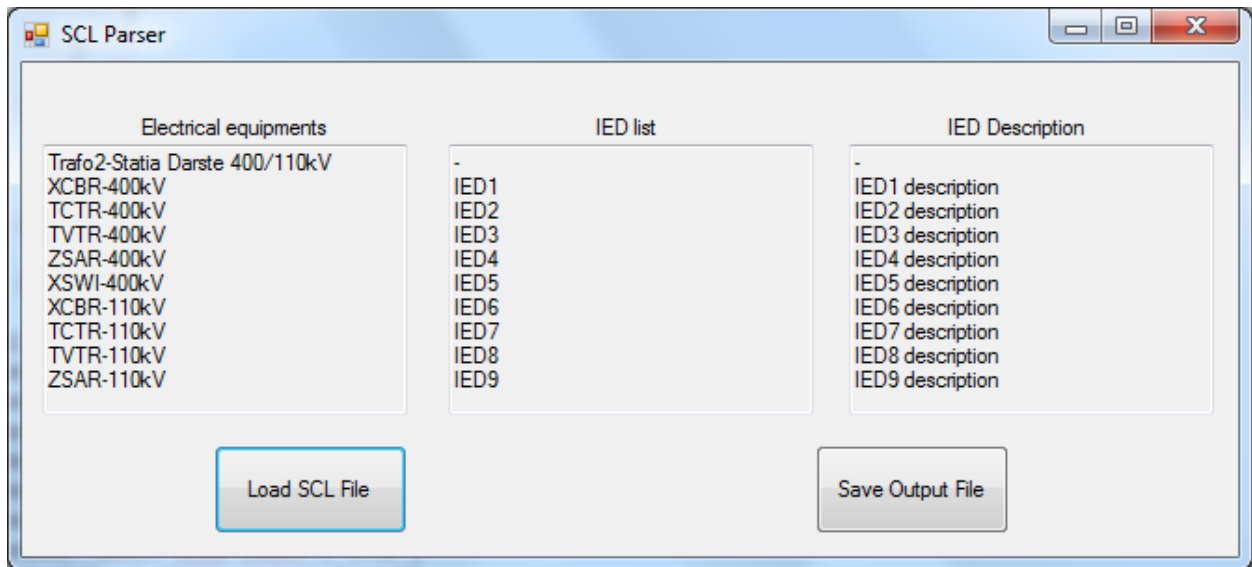 SCL Parser
Electrical equipments
Trafo2-Statia Darste 400/110kV
XCBR-400kV
TCTR-400kV
TVTR-400kV
ZSAR-400kV
XSWI-400kV
XCBR-110kV
TCTR-110kV
TVTR-110kV
ZSAR-110kV
IED list
-
IED1
IED2
IED3
IED4
IED5
IED6
IED7
IED8
IED9
IED Description
-
IED1 description
IED2 description
IED3 description
IED4 description
IED5 description
IED6 description
IED7 description
IED8 description
IED9 description
Load SCL File
Save Output File